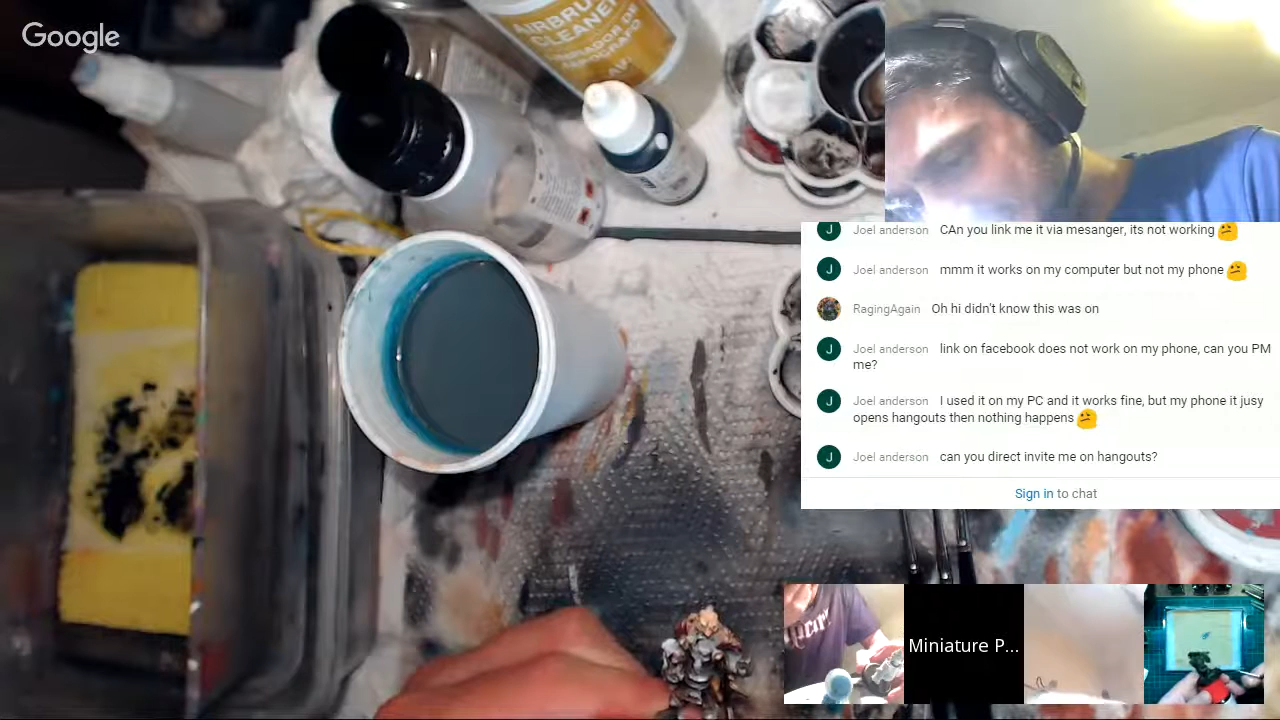 Google
AIRBRUSH
CLEANER
Joel anderson CAn you link me it via mesanger, its not working
Joel anderson mmm it works on my computer but not my phone
RagingAgain Oh hi didn't know this was on
Joel anderson link on facebook does not work on my phone, can you PM
me?
Joel anderson I used it on my PC and it works fine, but my phone it jusy
opens hangouts then nothing happens
Joel anderson can you direct invite me on hangouts?
Sign in to chat
Miniature P...